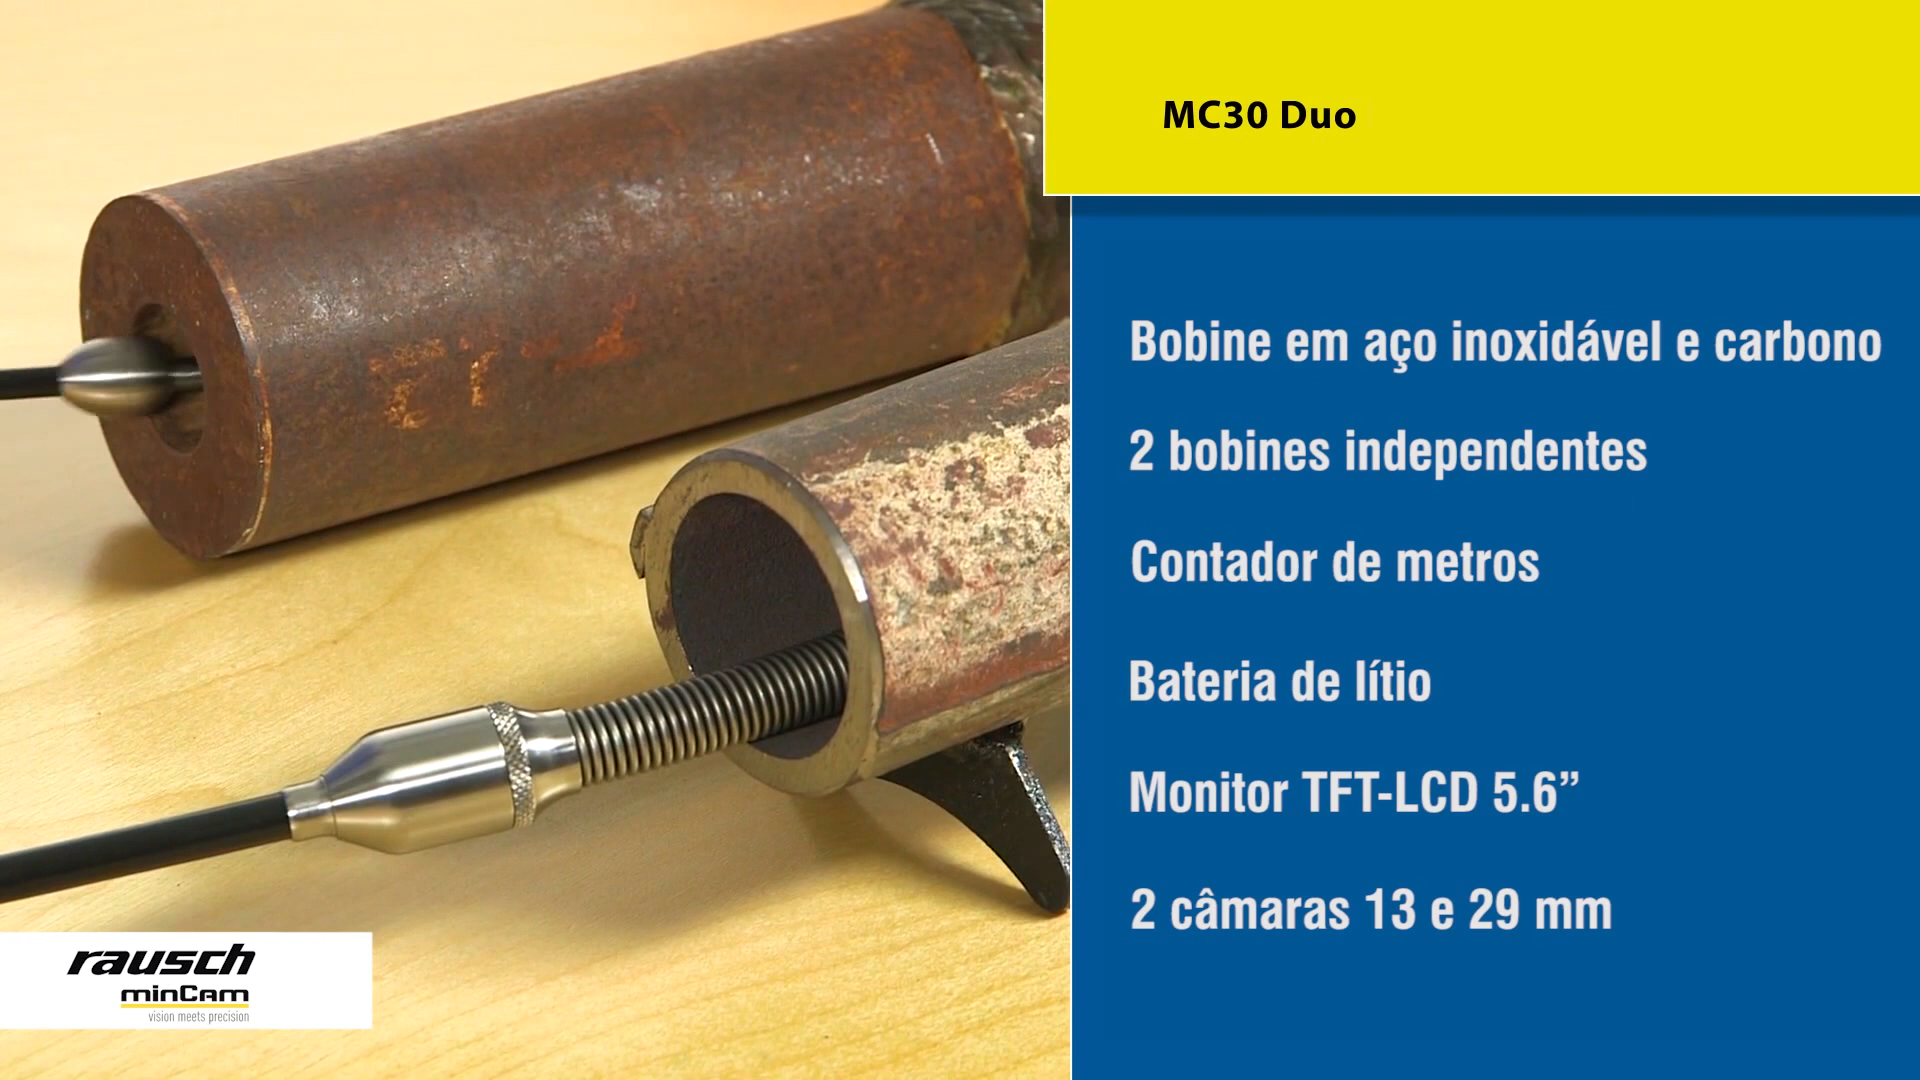 MC30 Duo
Bobine em aço inoxidável e carbono
2 bobines independentes
Contador de metros
Bateria de lítio
Monitor TFT-LCD 5.6”
2 câmaras 13 e 29 mm
rausch
minCam
vision meets precision